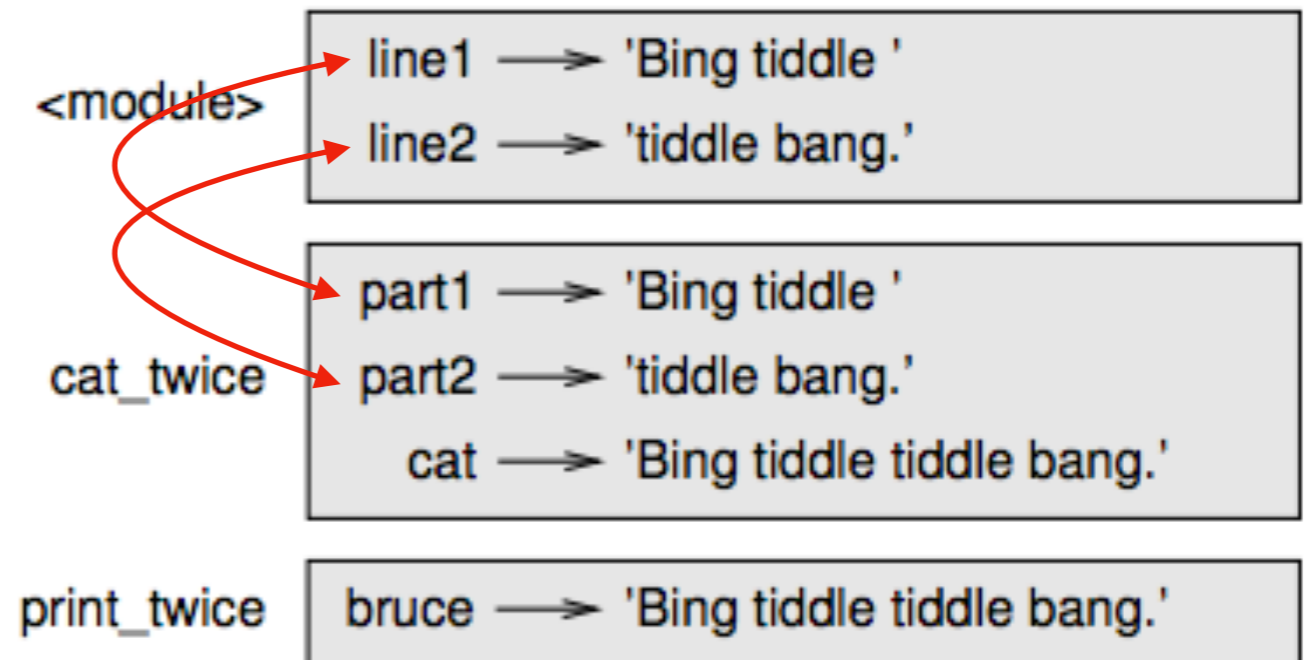 line1 → 'Bing tiddle '
<module>
line2 → 'tiddle bang.'
part1 → 'Bing tiddle '
cat_twice part2 → 'tiddle bang.'
cat → 'Bing tiddle tiddle bang.'
print_twice bruce → 'Bing tiddle tiddle bang.'